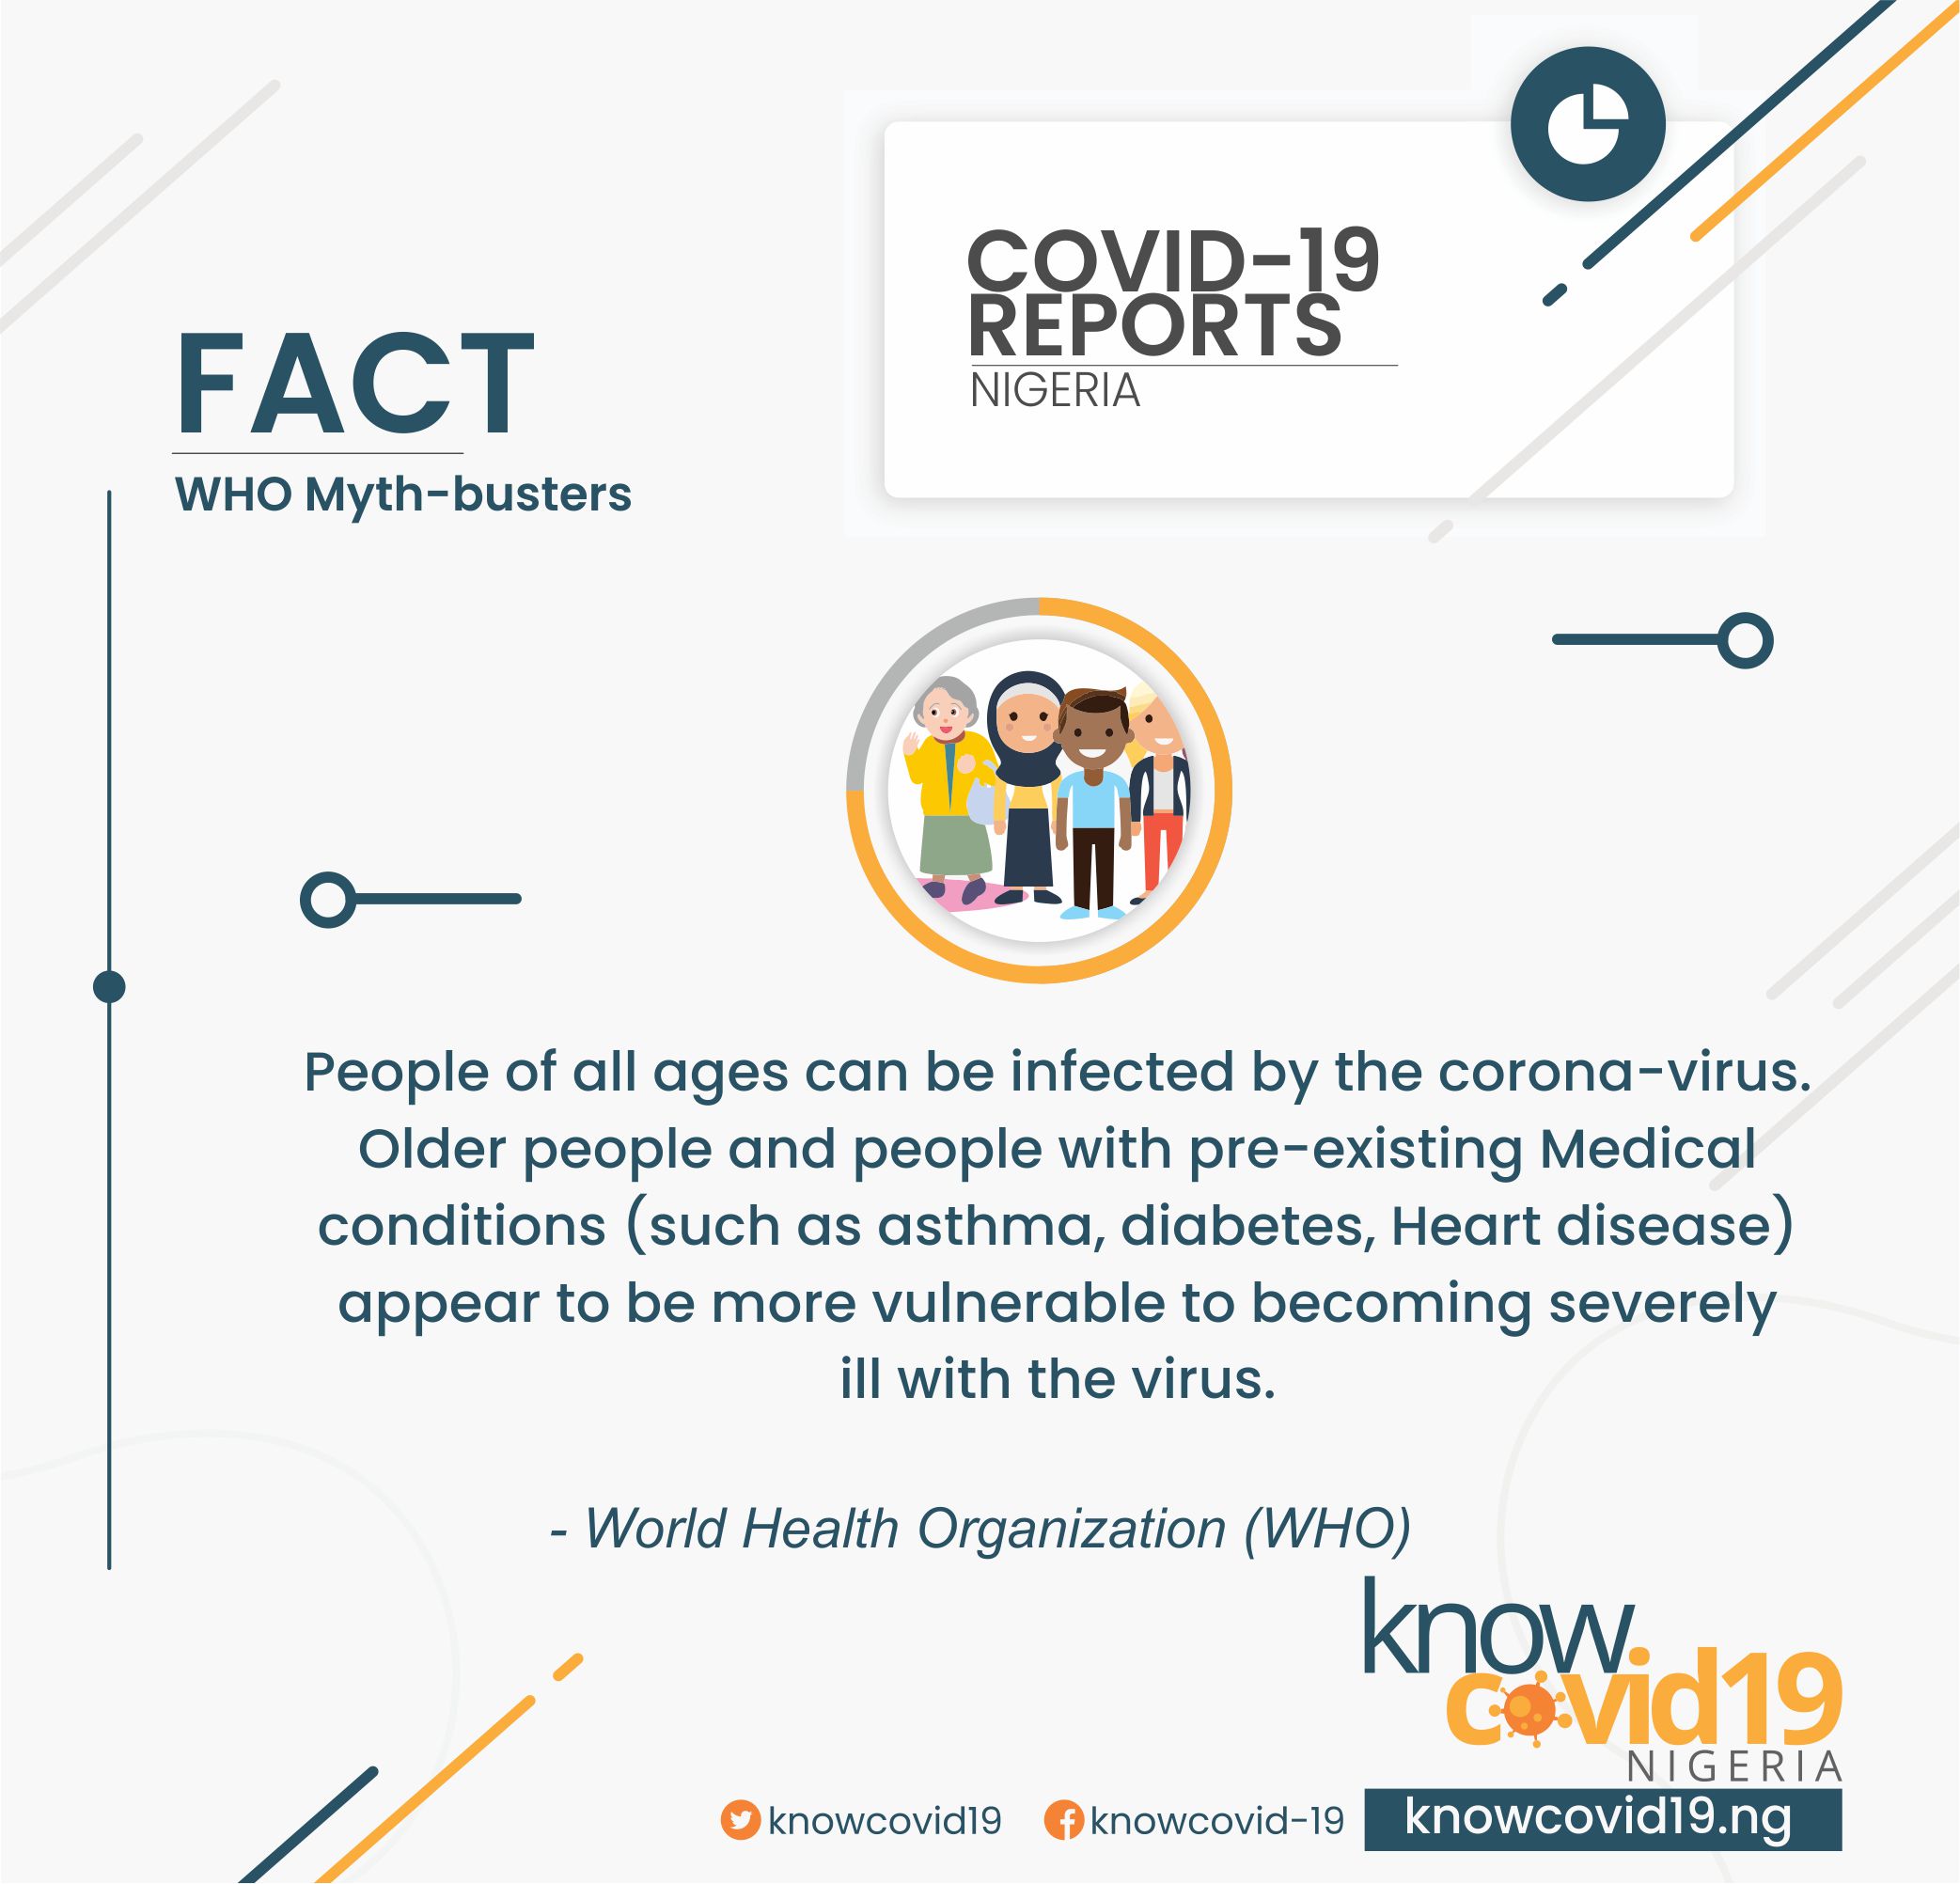 COVID-19
REPORTS
NIGERIA
FACT
WHO Myth-busters
People of all ages can be infected by the corona-virus.
Older people and people with pre-existing Medical
conditions (such as asthma, diabetes, Heart disease)
appear to be more vulnerable to becoming severely
ill with the virus.
- World Health Organization (WHO)
know
covid19
NIGERIA
knowcovid19 knowcovid-19 knowcovid19.ng